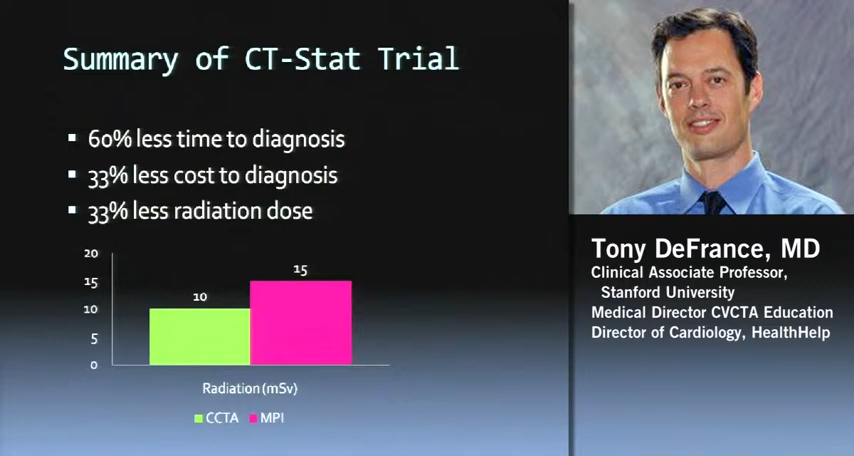 Summary of CT-Stat Trial
▪ 60% less time to diagnosis
▪ 33% less cost to diagnosis
▪ 33% less radiation dose
20
15
10
5
0
10
15
Radiation (mSv)
CCTA MPI
Tony DeFrance, MD
Clinical Associate Professor,
Stanford University
Medical Director CVCTA Education
Director of Cardiology, HealthHelp